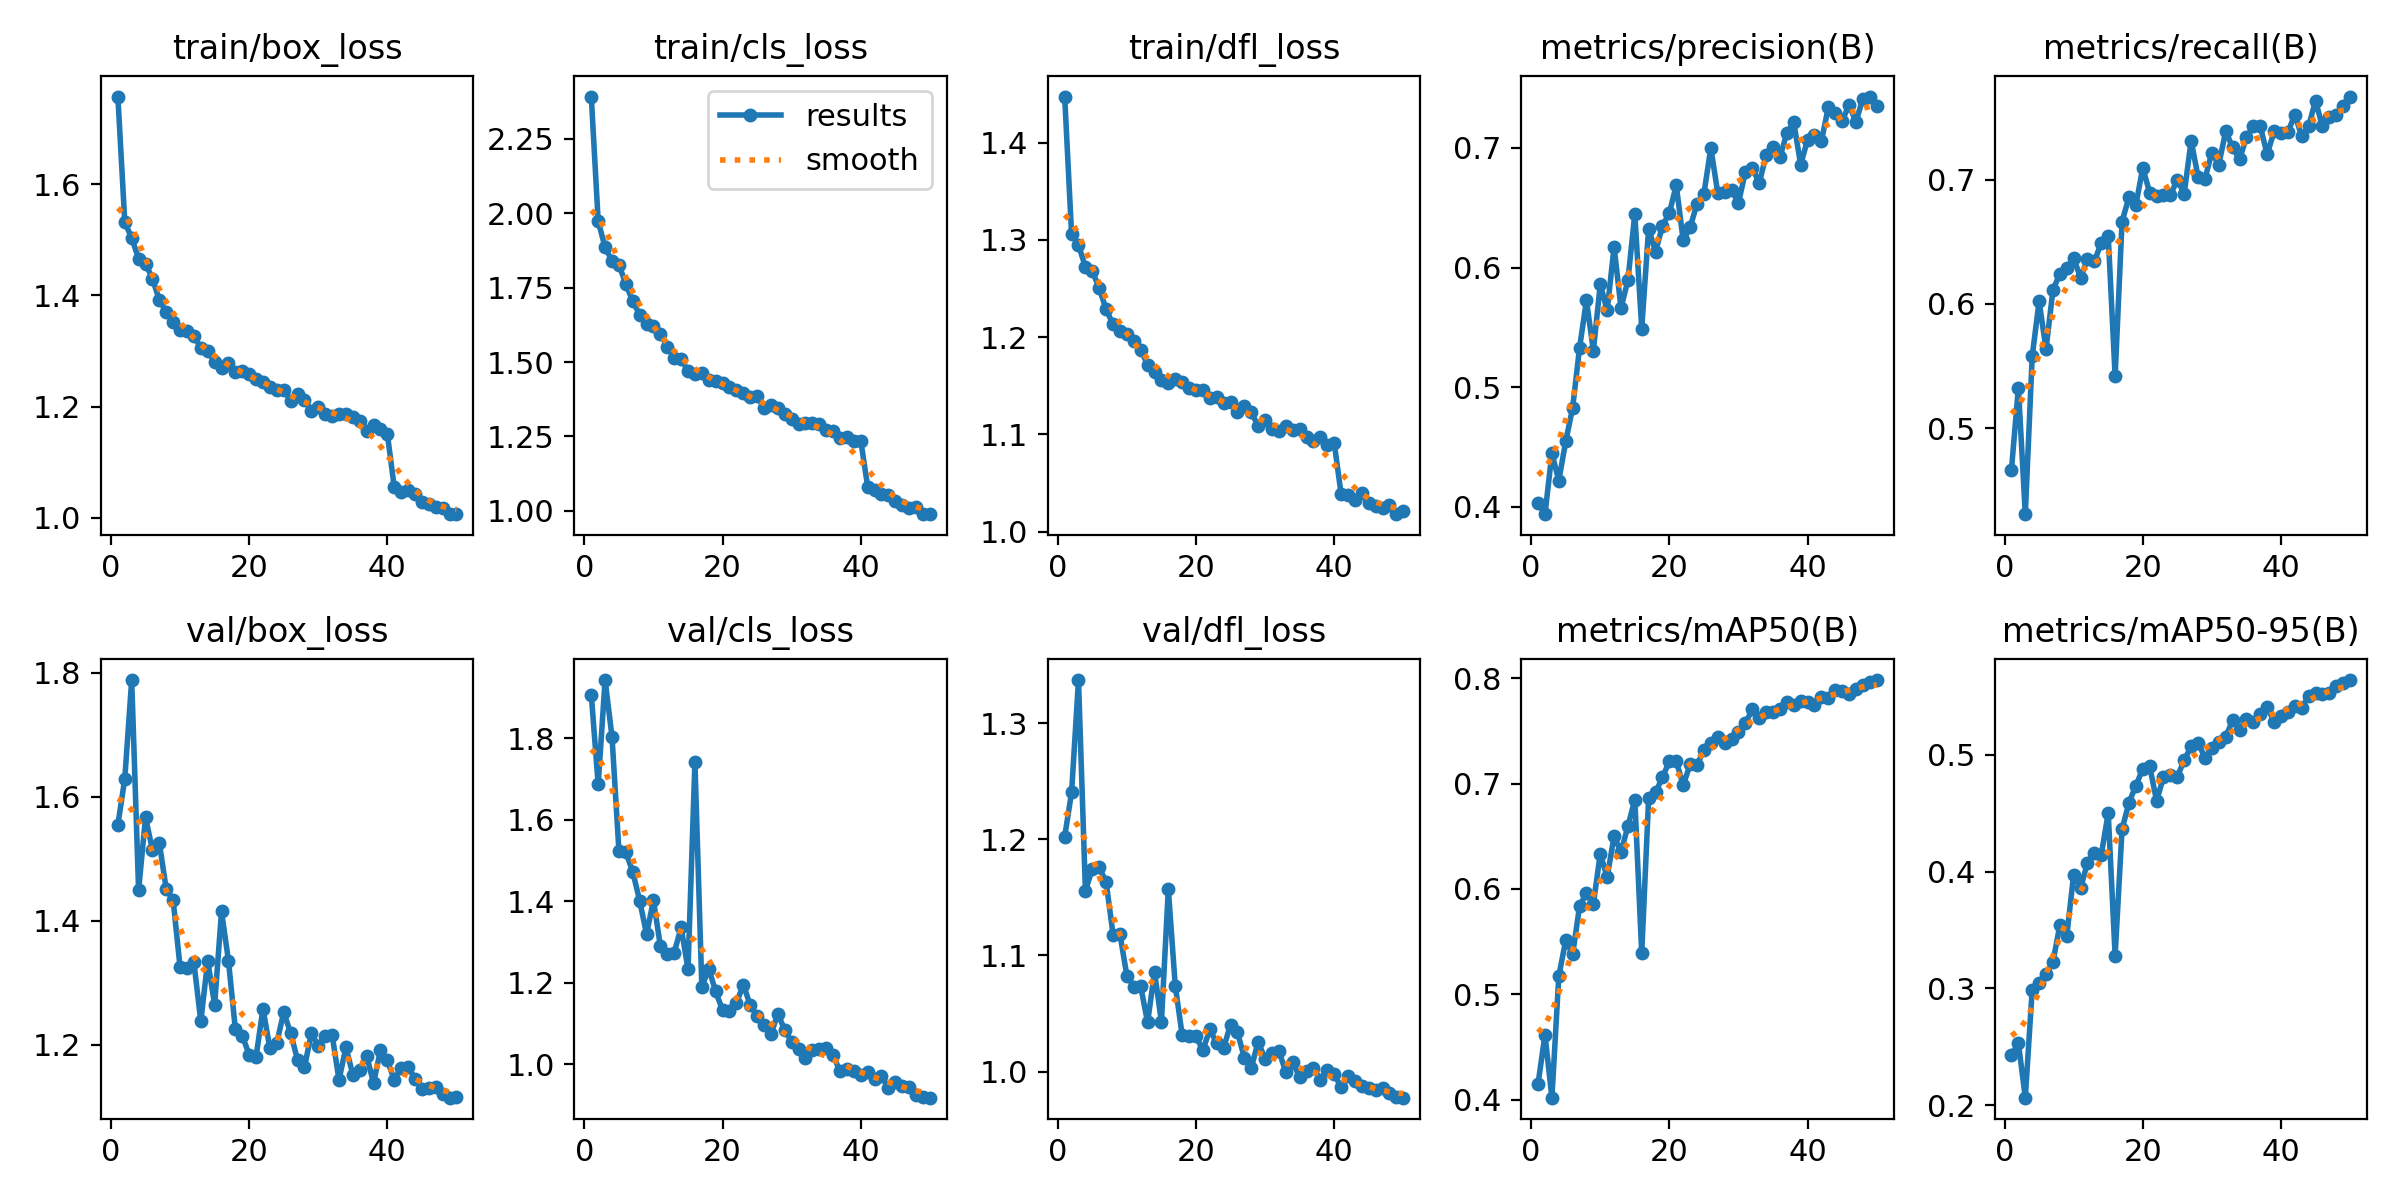 train/box_loss
train/cls_loss
train/dfl_loss
metrics/precision(B)
metrics/recall(B)
results
smooth
1.6
1.4
1.2
1.0
0 20 40
2.25
2.00
1.75
1.50
1.25
1.00
0 20 40
1.4
1.3
1.2
1.1
1.0
0 20 40
0.7
0.6
0.5
0.4
0 20 40
0.7
0.6
0.5
0 20 40
val/box_loss
val/cls_loss
val/dfl_loss
metrics/mAP50(B)
metrics/mAP50-95(B)
1.8
1.6
1.4
1.2
0 20 40
1.8
1.6
1.4
1.2
1.0
0 20 40
1.3
1.2
1.1
1.0
0 20 40
0.8
0.7
0.6
0.5
0.4
0 20 40
0.5
0.4
0.3
0.2
0 20 40